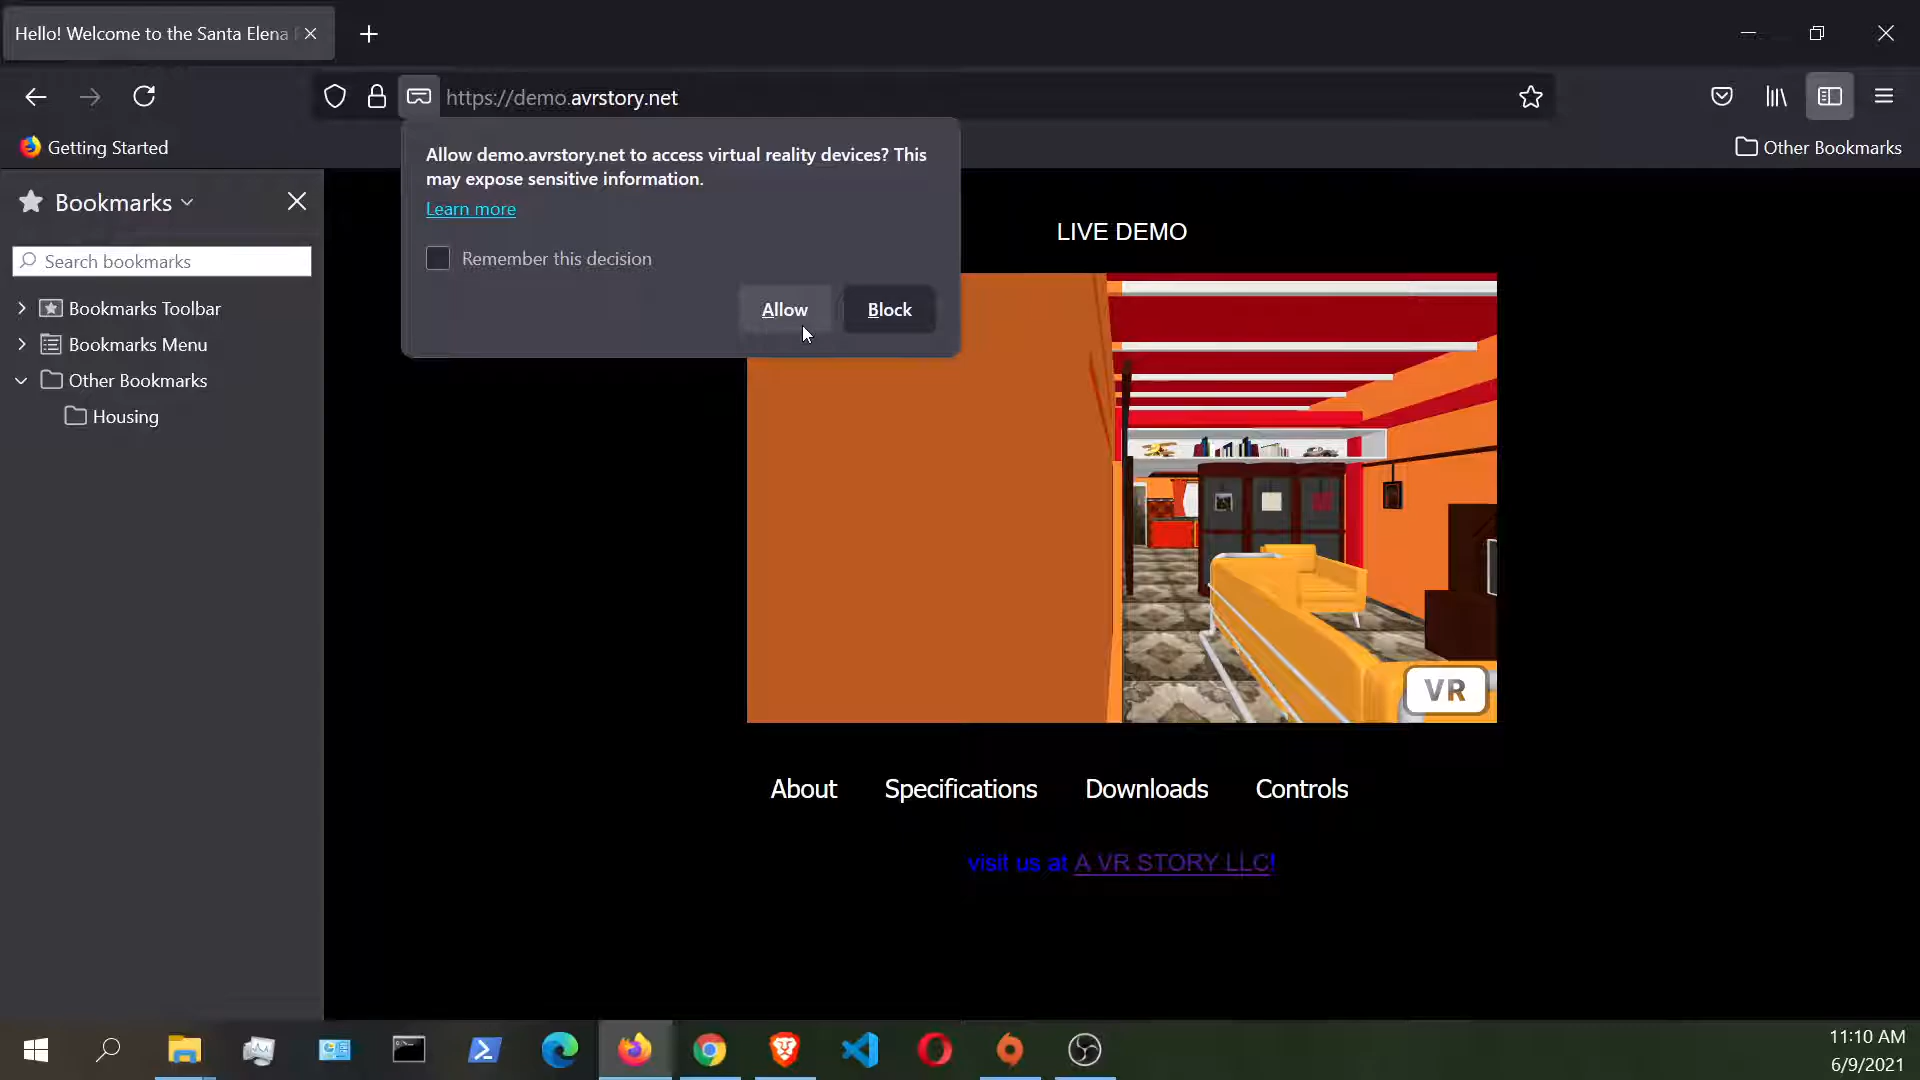 Hello! Welcome to the Santa Elena
https://demo.avrstory.net
Getting Started
Other Bookmarks
Bookmarks
Search bookmarks
Bookmarks Toolbar
Bookmarks Menu
Other Bookmarks
Housing
Allow demo.avrstory.net to access virtual reality devices? This
may expose sensitive information.
Learn more
Remember this decision
Allow
Block
LIVE DEMO
VR
About
Specifications
Downloads
Controls
visit us at A VR STORY LLC!
11:10 AM
6/9/2021